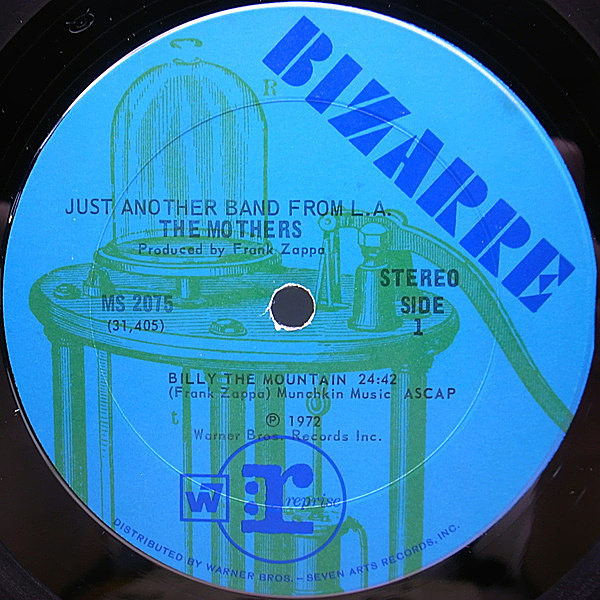 BIZARRE
R
JUST ANOTHER BAND FROM L.A.
THE MOTHERS
Produced by Frank Zappa
MS 2075
(31,405)
STEREO
SIDE
1
BILLY THE MOUNTAIN 24:42
(Frank Zappa) Munchkin Music ASCAP
t
℗ 1972
Warner Bros. Records Inc.
W
:r reprise
DISTRIBUTED BY WARNER BROS. – SEVEN ARTS RECORDS, INC.